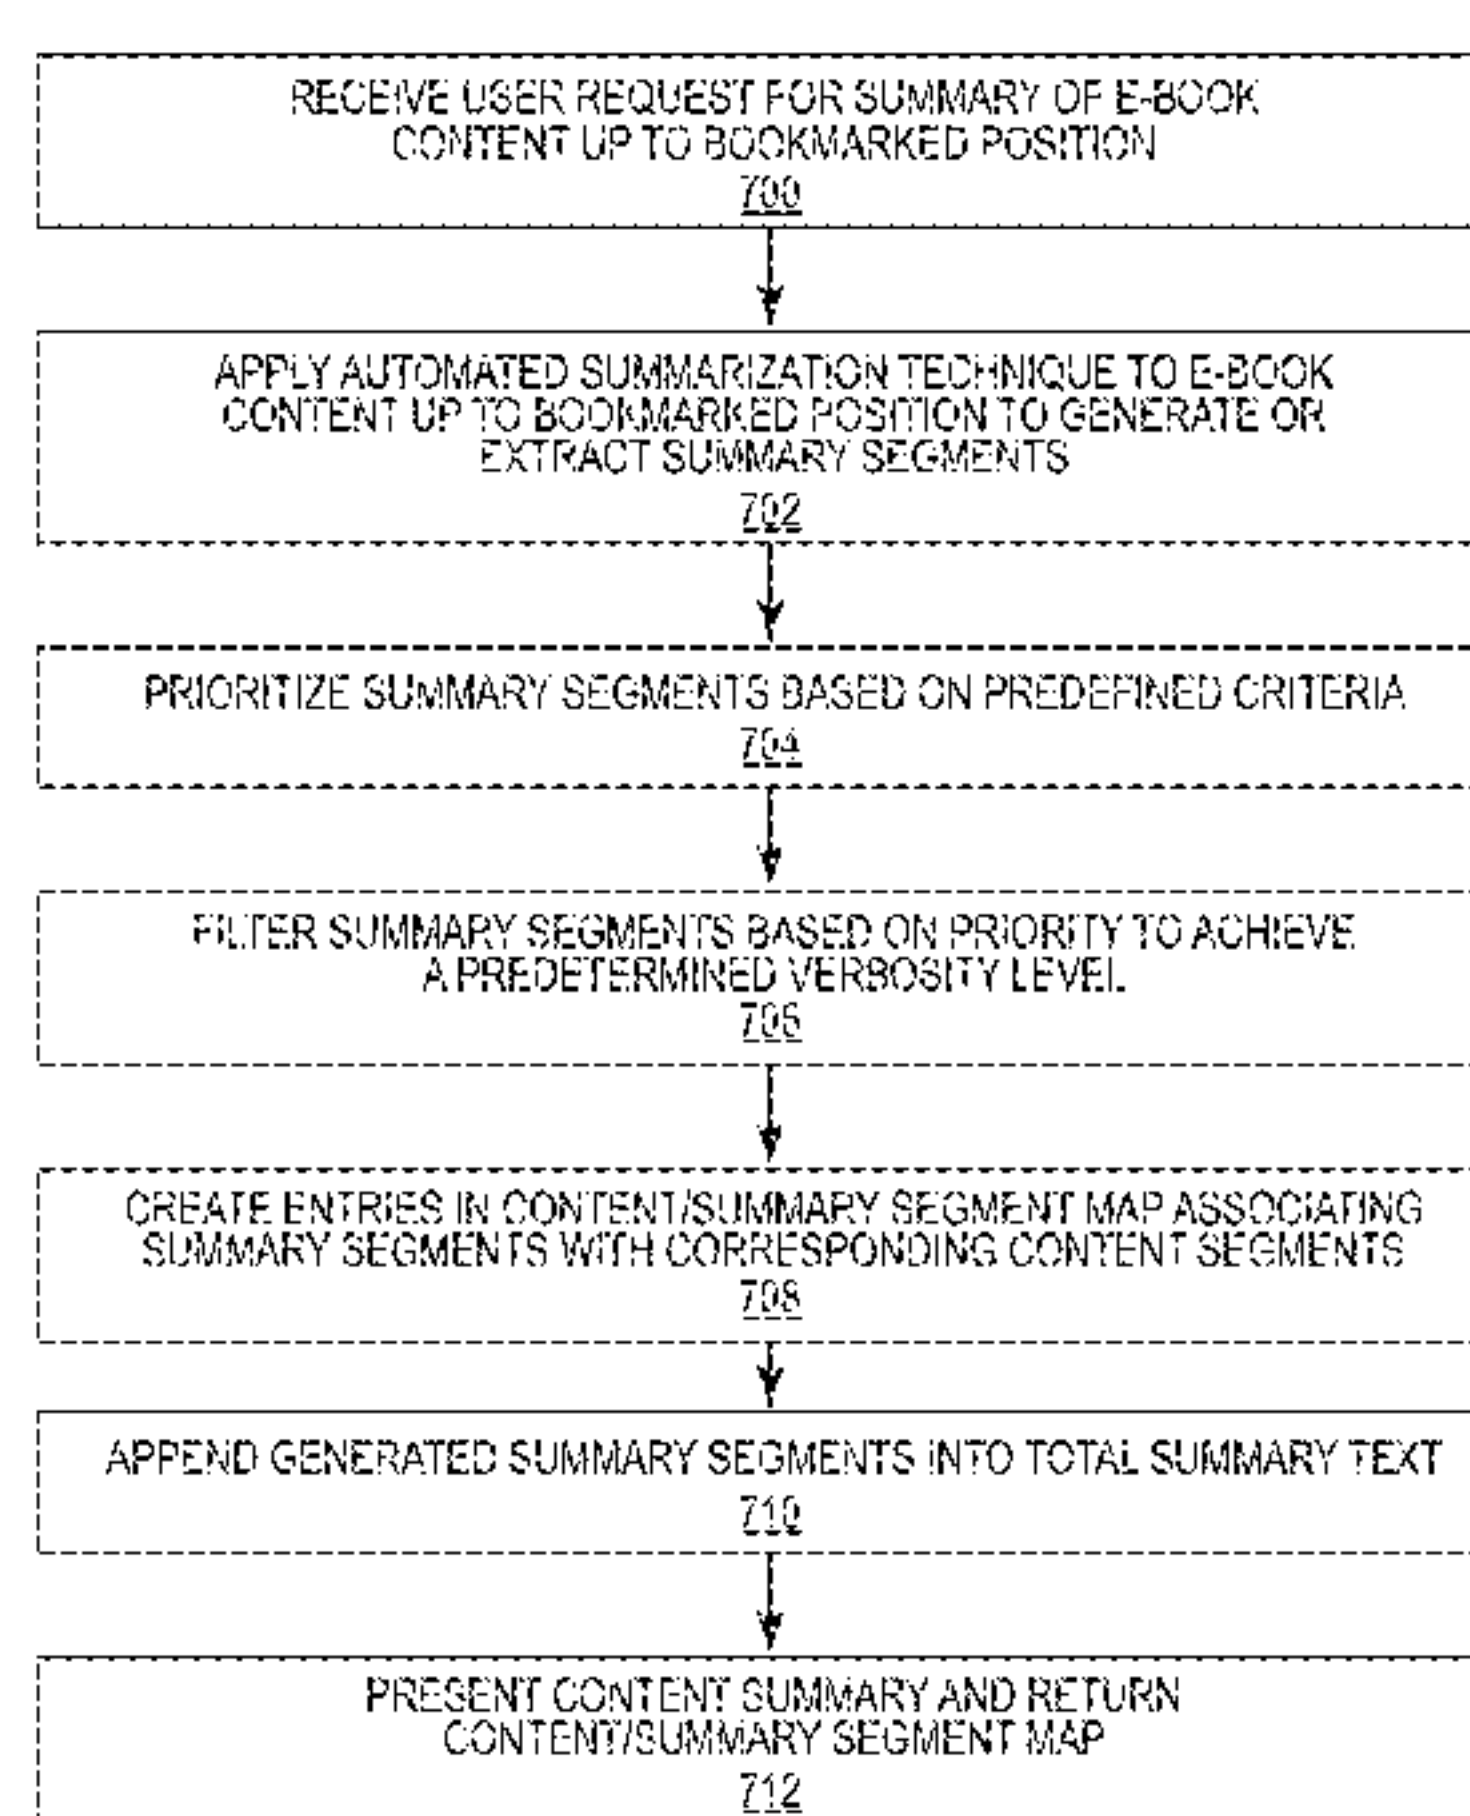 RECEIVE USER REQUEST FOR SUMMARY OF E-BOOK
CONTENT UP TO BOOKMARKED POSITION
700
APPLY AUTOMATED SUMMARIZATION TECHNIQUE TO E-BOOK
CONTENT UP TO BOOKMARKED POSITION TO GENERATE OR
EXTRACT SUMMARY SEGMENTS
702
PRIORITIZE SUMMARY SEGMENTS BASED ON PREDEFINED CRITERIA
704
FILTER SUMMARY SEGMENTS BASED ON PRIORITY TO ACHIEVE
A PREDETERMINED VERBOSITY LEVEL
706
CREATE ENTRIES IN CONTENT/SUMMARY SEGMENT MAP ASSOCIATING
SUMMARY SEGMENTS WITH CORRESPONDING CONTENT SEGMENTS
708
APPEND GENERATED SUMMARY SEGMENTS INTO TOTAL SUMMARY TEXT
710
PRESENT CONTENT SUMMARY AND RETURN
CONTENT/SUMMARY SEGMENT MAP
712